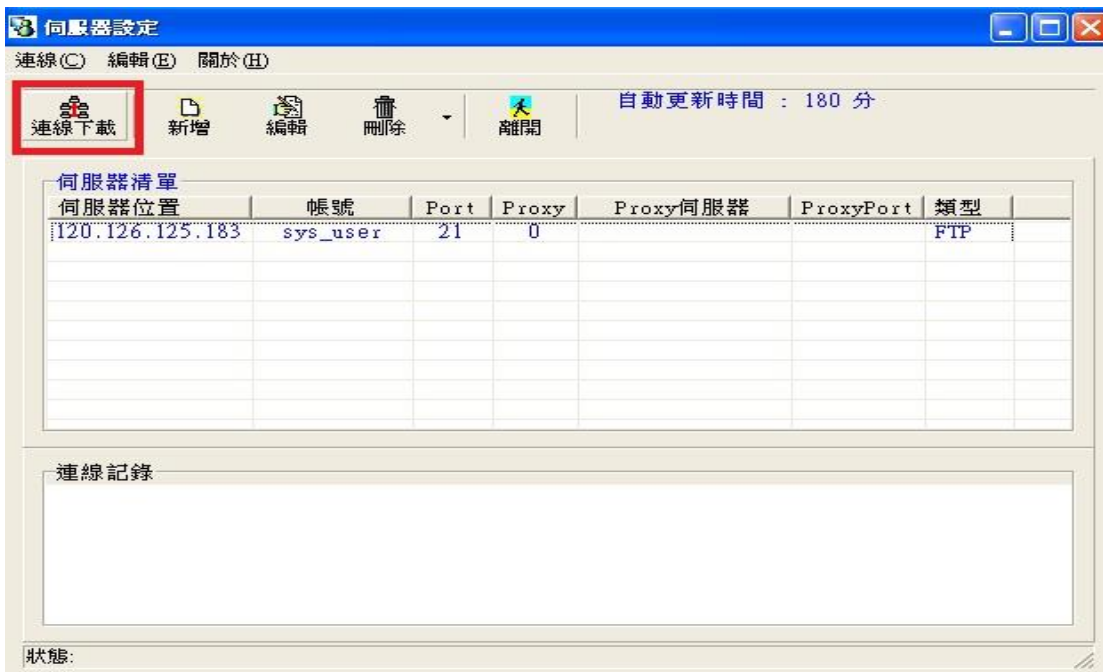 伺服器設定
連線(C) 編輯(E) 關於(H)
連線下載 新增 編輯 刪除 離開 自動更新時間 : 180 分
伺服器清單
伺服器位置 帳號 Port Proxy Proxy伺服器 ProxyPort 類型
120.126.125.183 sys_user 21 0 FTP
連線記錄
狀態: